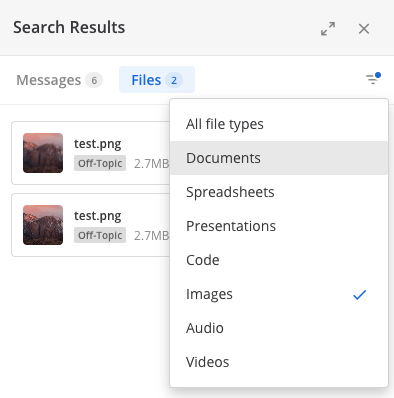 Search Results
Messages 6 Files 2
All file types
Documents
Spreadsheets
Presentations
Code
Images
Audio
Videos
test.png
Off-Topic 2.7MB
test.png
Off-Topic 2.7MB